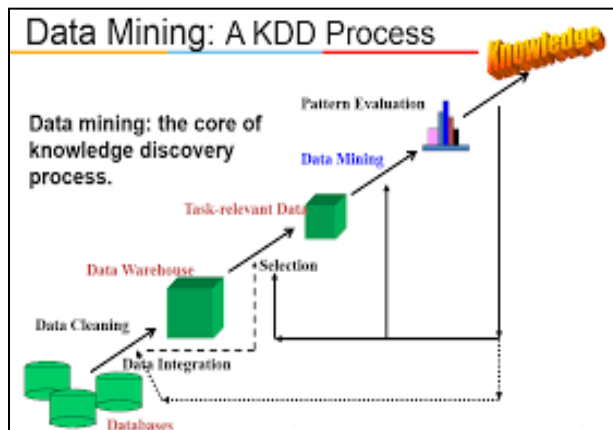 Data Mining: A KDD Process
Knowledge
Pattern Evaluation
Data mining: the core of
knowledge discovery
process.
Data Mining
Task-relevant Data
Data Warehouse
Selection
Data Cleaning
Data Integration
Databases